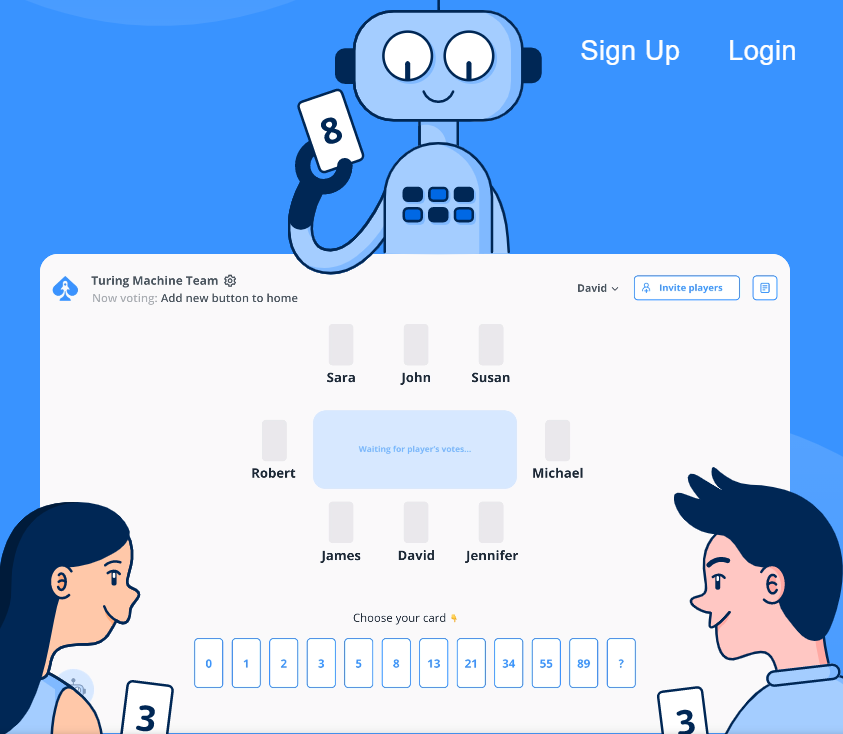 Sign Up Login
8
Turing Machine Team
Now voting: Add new button to home
David
Invite players
Sara John Susan
Waiting for player's votes...
Robert Michael
James David Jennifer
Choose your card 👇
0 1 2 3 5 8 13 21 34 55 89 ?
3 3